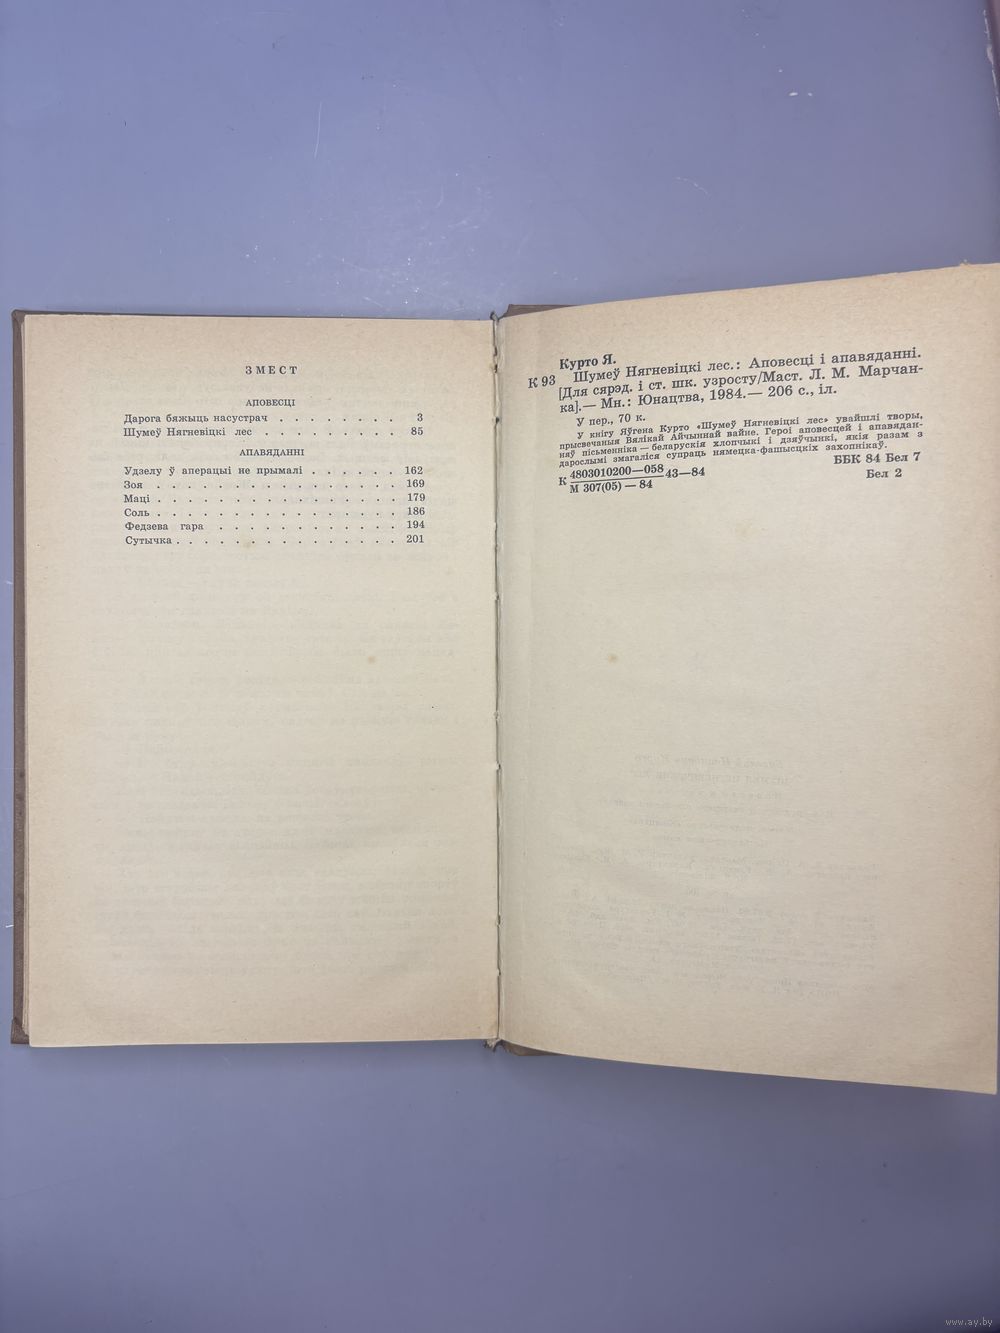 ЗМЕСТ
АПОВЕСЦІ
Дарога бяжыць насустрач . . . . . . . . 3
Шумеў Нягневіцкі лес . . . . . . . . . 85
АПАВЯДАННІ
Удзелу ў аперацыі не прымалі . . . . . . 162
Зоя . . . . . . . . . . . . . . . . 169
Маці . . . . . . . . . . . . . . . . 179
Соль . . . . . . . . . . . . . . . . 186
Федзева гара . . . . . . . . . . . . 194
Сутычка . . . . . . . . . . . . . . . 201
Курто Я.
К 93 Шумеў Нягневіцкі лес.: Аповесці і апавяданні.
[Для сярэд. і ст. шк. узросту/Маст. Л. М. Марчан-
ка].— Мн.: Юнацтва, 1984.— 206 с., іл.
У пер., 70 к.
У кнігу Яўгена Курто «Шумеў Нягневіцкі лес» увайшлі творы,
прысвечаныя Вялікай Айчыннай вайне. Героі аповесцей і апавядан-
няў пісьменніка — беларускія хлопчыкі і дзяўчынкі, якія разам з
дарослымі змагаліся супраць нямецка-фашысцкіх захопнікаў.
К 4803010200—058 43—84
М 307(05) — 84
ББК 84 Бел 7
Бел 2
www.ay.by